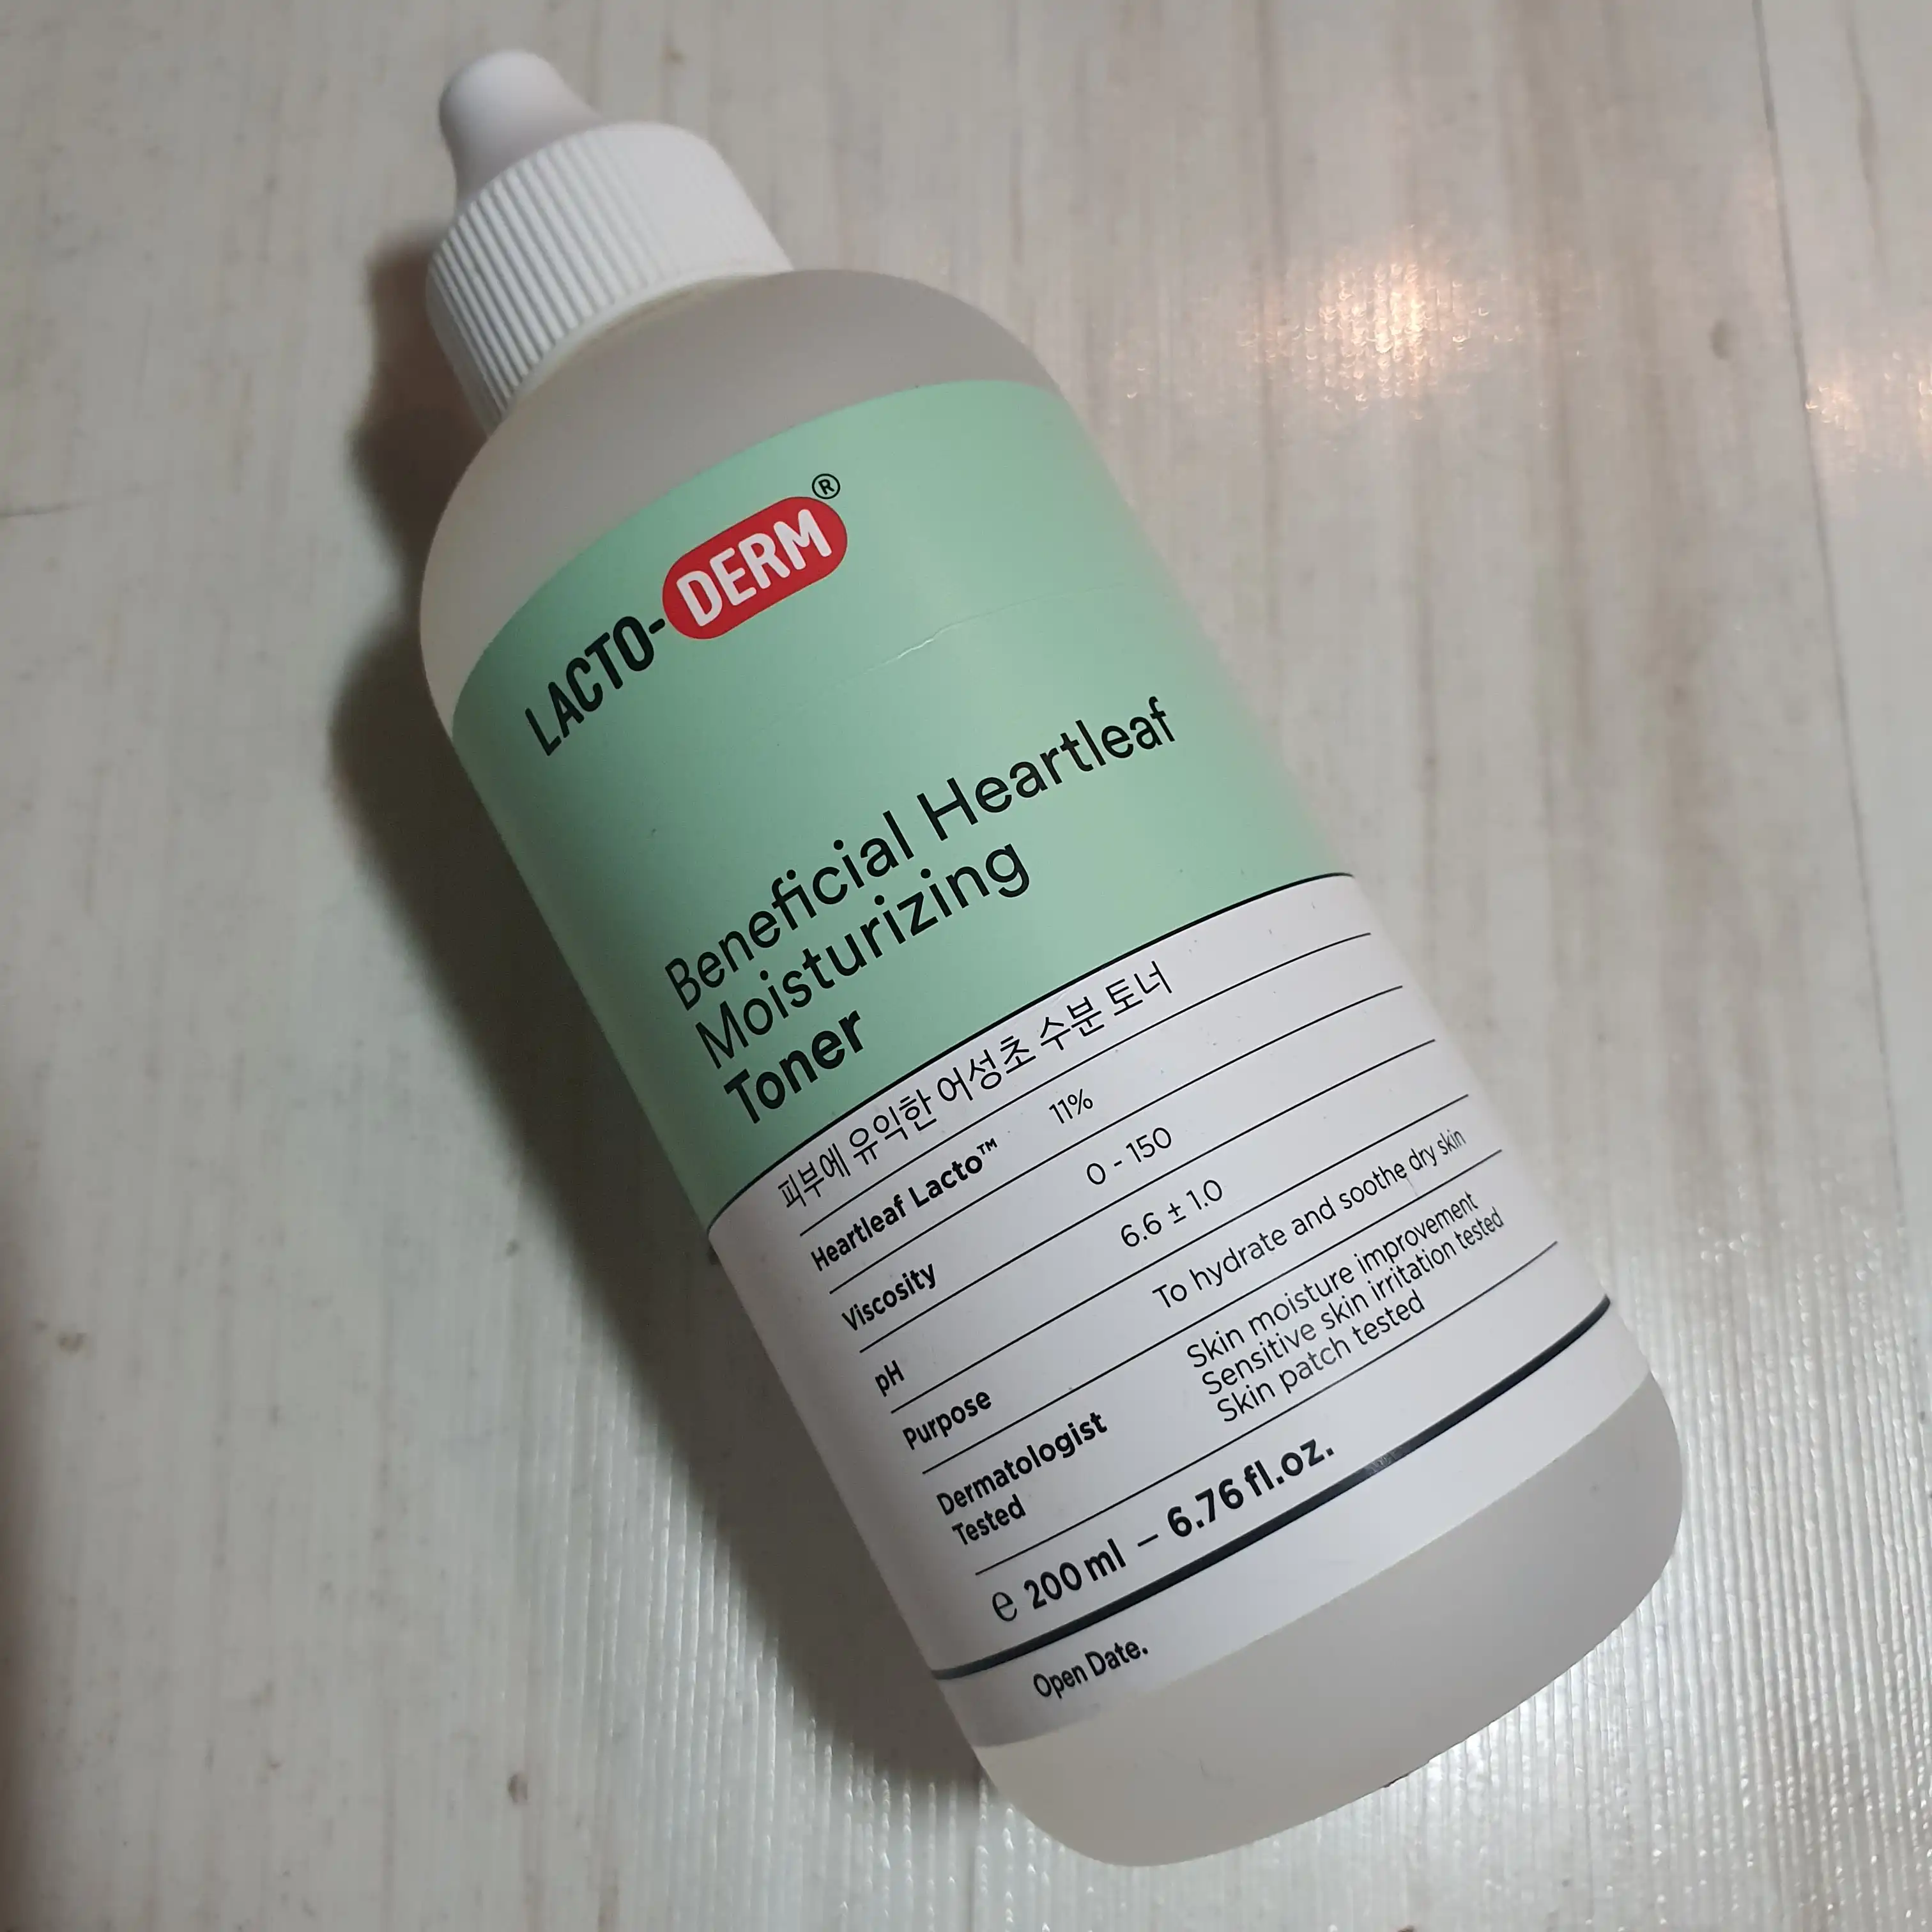 LACTO-DERM®
Beneficial Heartleaf
Moisturizing
Toner
피부에 유익한 어성초 수분 토너
Heartleaf Lacto™ 11%
Viscosity 0 - 150
pH 6.6 ± 1.0
Purpose To hydrate and soothe dry skin
Dermatologist
Tested
Skin moisture improvement
Sensitive skin irritation tested
Skin patch tested
℮ 200 ml – 6.76 fl.oz.
Open Date.